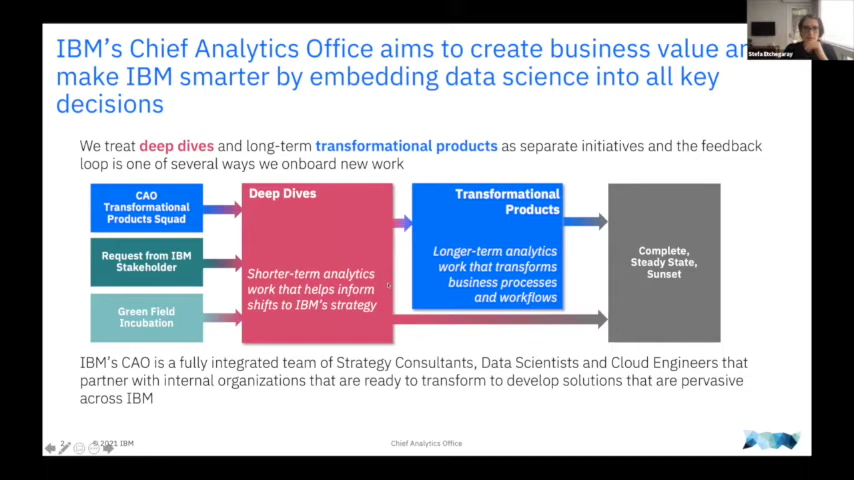 IBM's Chief Analytics Office aims to create business value
make IBM smarter by embedding data science into all key
decisions
Stefa Etchegaray
We treat deep dives and long-term transformational products as separate initiatives and the feedback
loop is one of several ways we onboard new work
CAO
Transformational
Products Squad
Request from IBM
Stakeholder
Green Field
Incubation
Deep Dives
Shorter-term analytics
work that helps inform
shifts to IBM's strategy
Transformational
Products
Longer-term analytics
work that transforms
business processes
and workflows
Complete,
Steady State,
Sunset
IBM's CAO is a fully integrated team of Strategy Consultants, Data Scientists and Cloud Engineers that
partner with internal organizations that are ready to transform to develop solutions that are pervasive
across IBM
2
© 2021 IBM
Chief Analytics Office